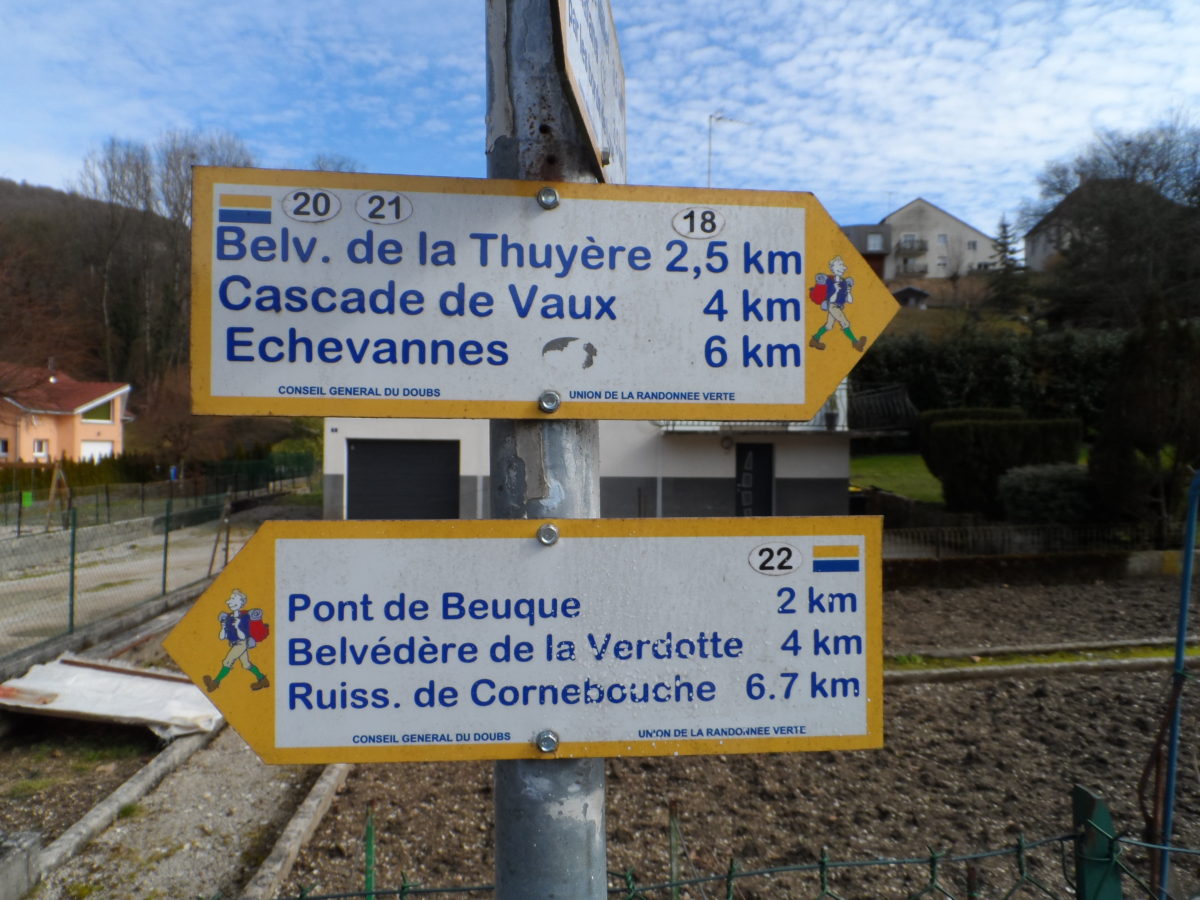 20 21 18
Belv. de la Thuyère 2,5 km
Cascade de Vaux 4 km
Echevannes 6 km
CONSEIL GENERAL DU DOUBS UNION DE LA RANDONNEE VERTE
22
Pont de Beuque 2 km
Belvédère de la Verdotte 4 km
Ruiss. de Cornebouche 6.7 km
CONSEIL GENERAL DU DOUBS UNION DE LA RANDONNEE VERTE